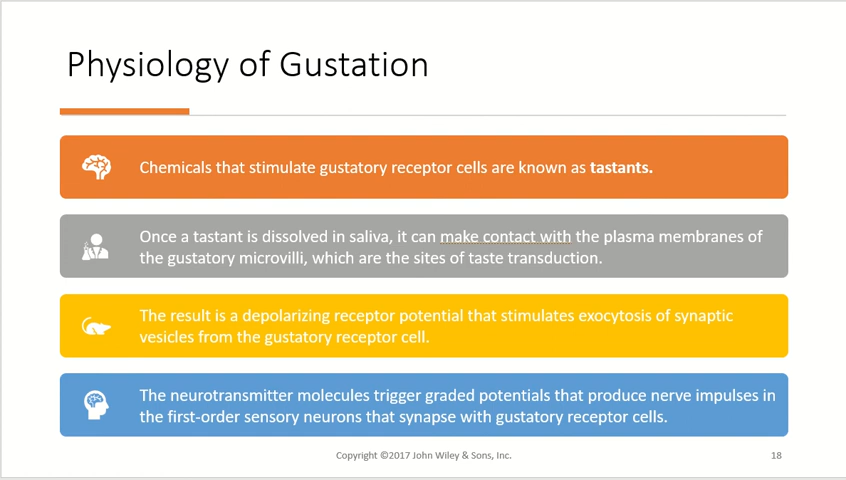 Physiology of Gustation
Chemicals that stimulate gustatory receptor cells are known as tastants.
Once a tastant is dissolved in saliva, it can make contact with the plasma membranes of
the gustatory microvilli, which are the sites of taste transduction.
The result is a depolarizing receptor potential that stimulates exocytosis of synaptic
vesicles from the gustatory receptor cell.
The neurotransmitter molecules trigger graded potentials that produce nerve impulses in
the first-order sensory neurons that synapse with gustatory receptor cells.
Copyright ©2017 John Wiley & Sons, Inc.
18